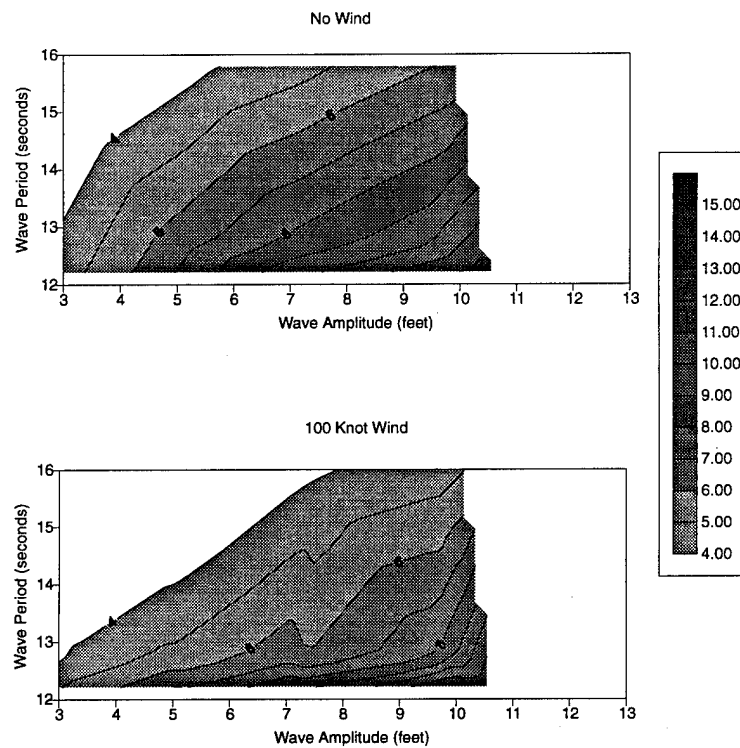 No Wind
Wave Period (seconds)
16
15
14
13
12
3 4 5 6 7 8 9 10 11 12 13
Wave Amplitude (feet)
15.00
14.00
13.00
12.00
11.00
10.00
9.00
8.00
7.00
6.00
5.00
4.00
100 Knot Wind
Wave Period (seconds)
16
15
14
13
12
3 4 5 6 7 8 9 10 11 12 13
Wave Amplitude (feet)